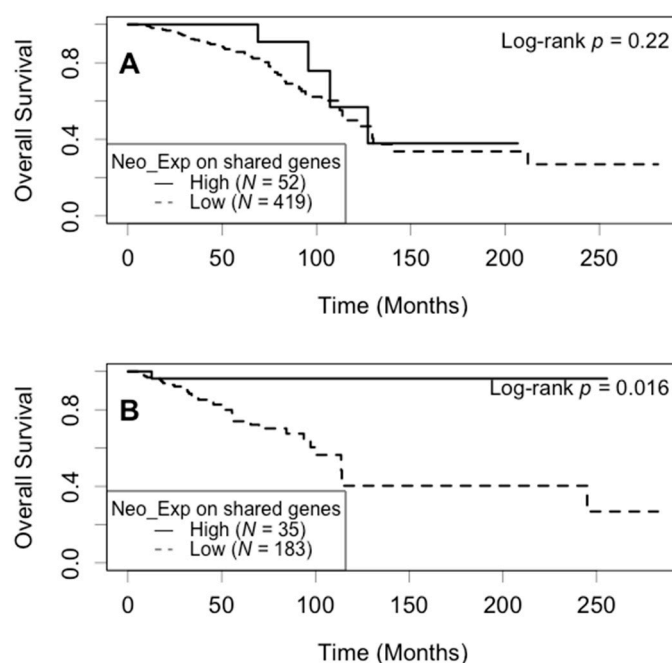 Log-rank p = 0.22
A
Overall Survival
0.8
0.4
0.0
Neo_Exp on shared genes
High (N = 52)
Low (N = 419)
0 50 100 150 200 250
Time (Months)
Log-rank p = 0.016
B
Overall Survival
0.8
0.4
0.0
Neo_Exp on shared genes
High (N = 35)
Low (N = 183)
0 50 100 150 200 250
Time (Months)